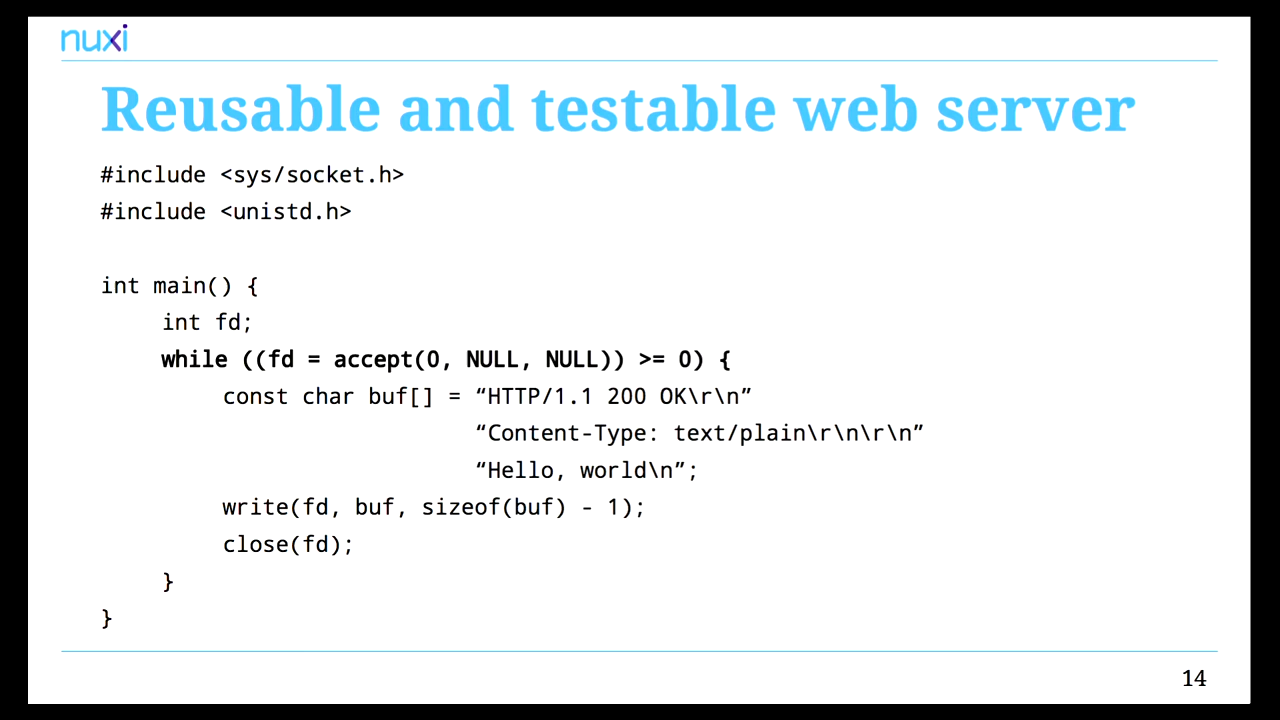 nuxi
Reusable and testable web server
#include <sys/socket.h>
#include <unistd.h>
int main() {
int fd;
while ((fd = accept(0, NULL, NULL)) >= 0) {
const char buf[] = “HTTP/1.1 200 OK\r\n”
“Content-Type: text/plain\r\n\r\n”
“Hello, world\n”;
write(fd, buf, sizeof(buf) - 1);
close(fd);
}
}
14